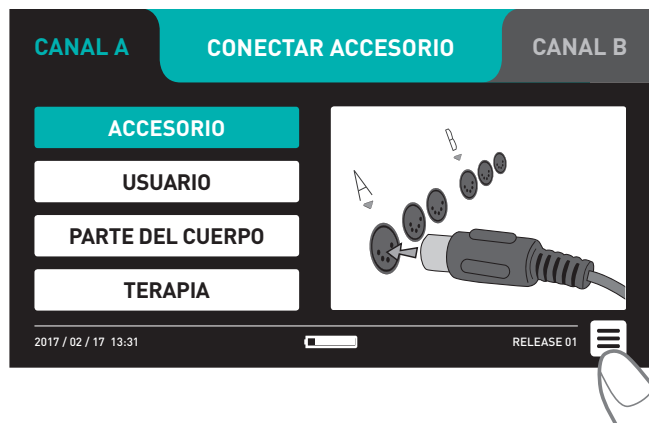 CANAL A
CONECTAR ACCESORIO
CANAL B
ACCESORIO
USUARIO
PARTE DEL CUERPO
TERAPIA
A
B
2017 / 02 / 17 13:31
RELEASE 01